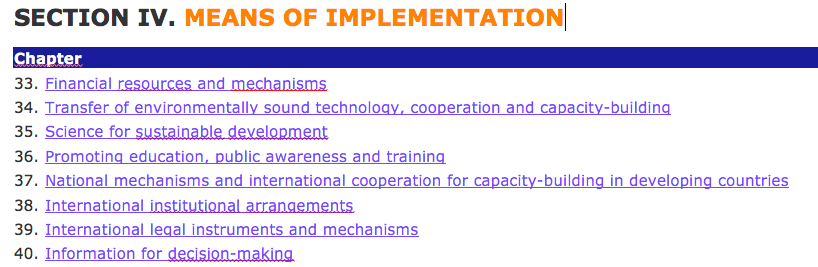 SECTION IV. MEANS OF IMPLEMENTATION
Chapter
33. Financial resources and mechanisms
34. Transfer of environmentally sound technology, cooperation and capacity-building
35. Science for sustainable development
36. Promoting education, public awareness and training
37. National mechanisms and international cooperation for capacity-building in developing countries
38. International institutional arrangements
39. International legal instruments and mechanisms
40. Information for decision-making